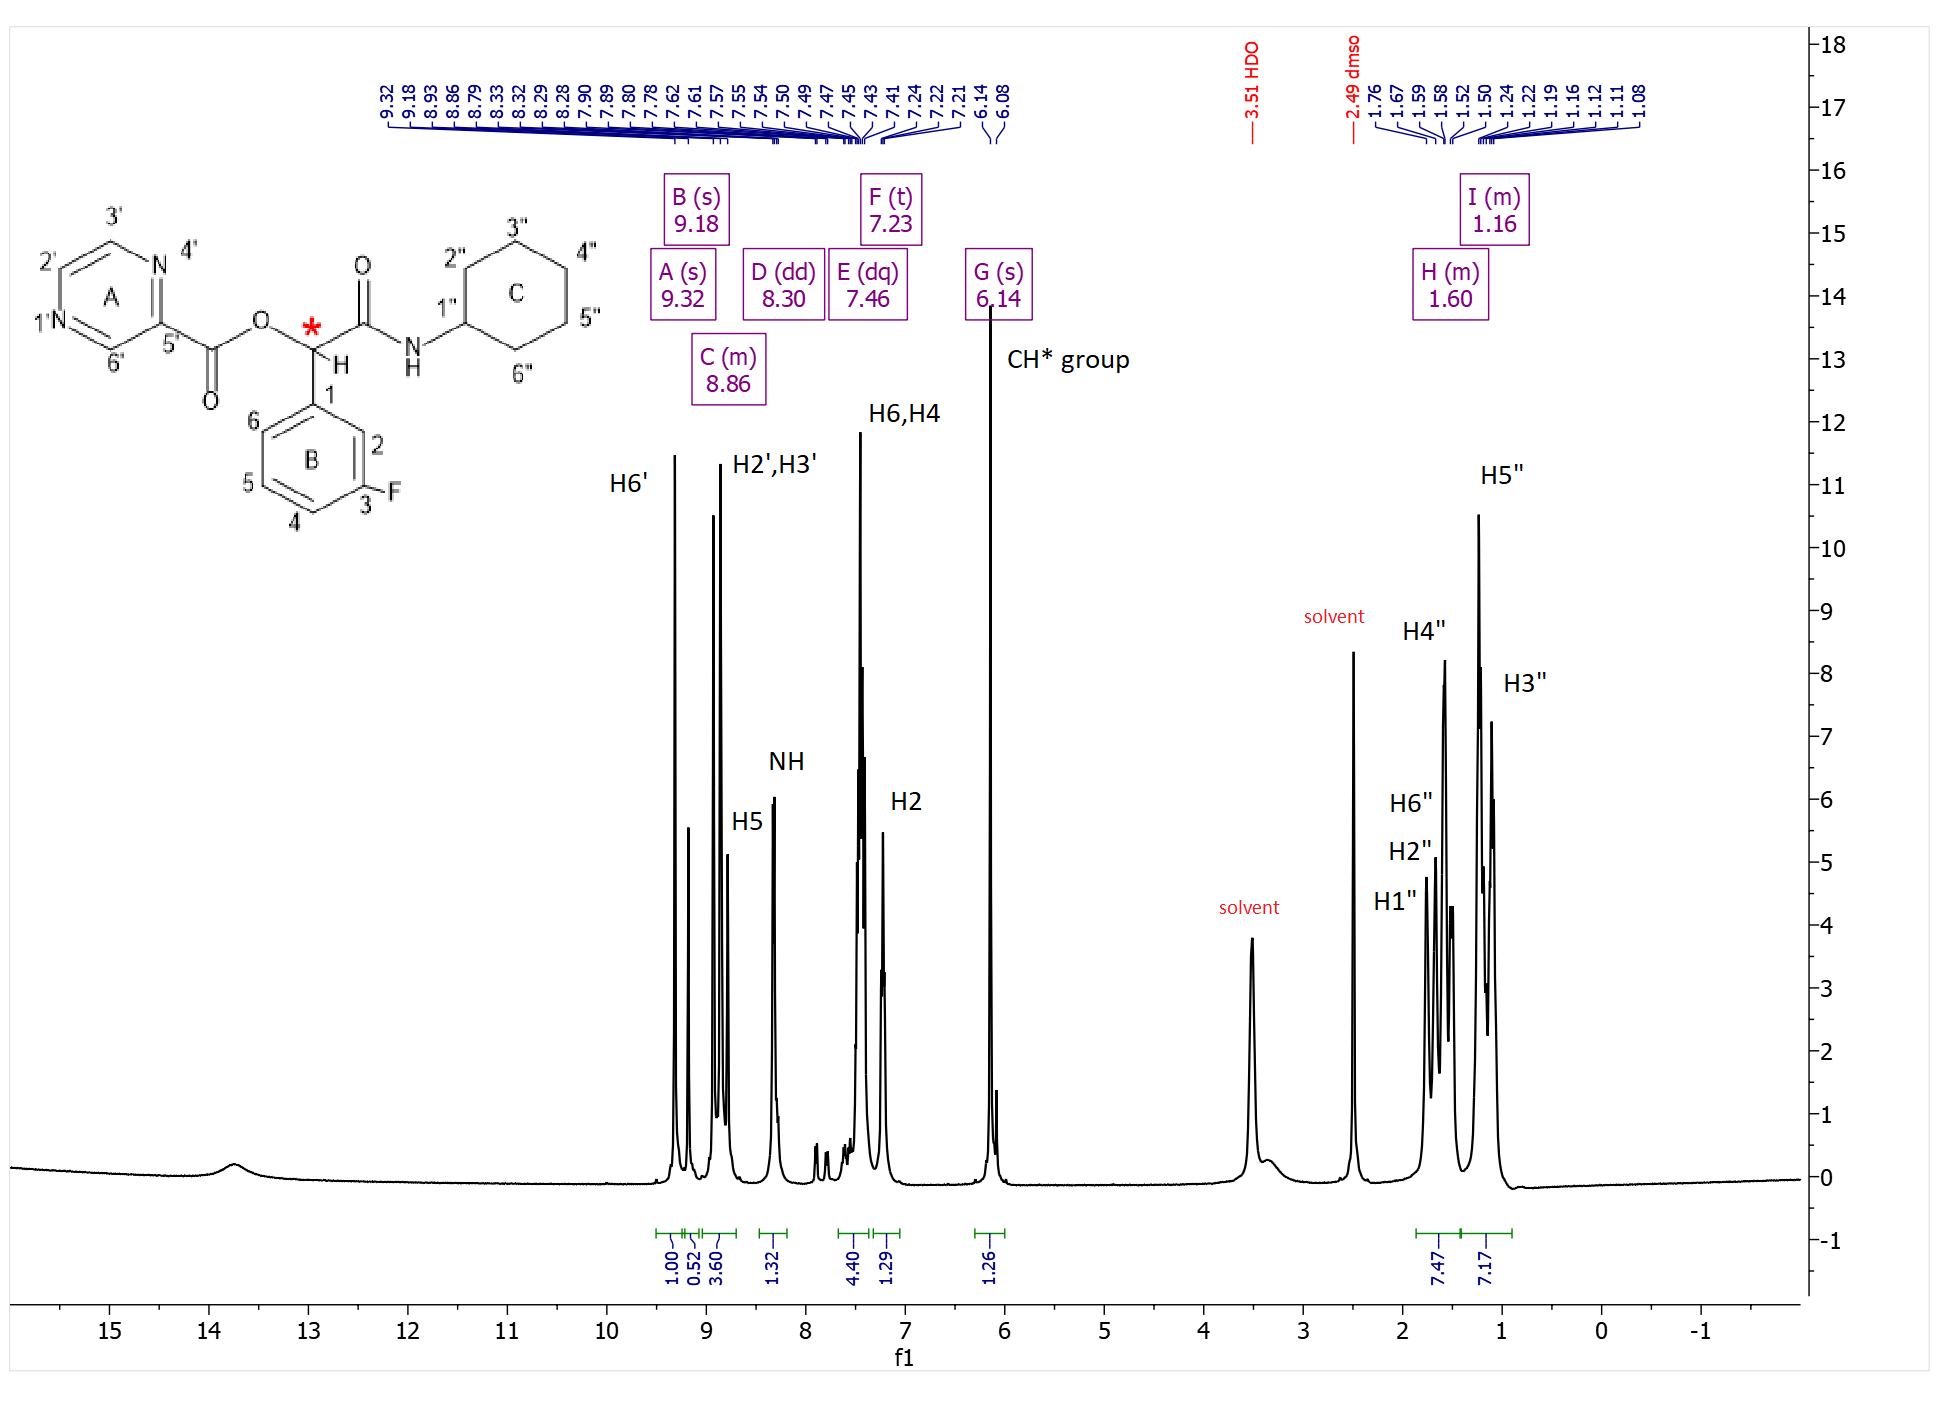 9.32
9.18
8.93
8.86
8.79
8.33
8.32
8.29
8.28
7.90
7.89
7.80
7.78
7.62
7.61
7.57
7.55
7.54
7.50
7.49
7.47
7.45
7.43
7.41
7.24
7.22
7.21
6.14
6.08
3.51 HDO
2.49 dmso
1.76
1.67
1.59
1.58
1.52
1.50
1.24
1.22
1.19
1.16
1.12
1.11
1.08
B (s)
9.18
F (t)
7.23
I (m)
1.16
A (s)
9.32
D (dd)
8.30
E (dq)
7.46
G (s)
6.14
H (m)
1.60
C (m)
8.86
3'
2'
4'
N
A
1'
N
6'
5'
O
O
*
H
O
N
H
1"
2"
3"
4"
C
5"
6"
1
6
2
B
5
3
F
4
CH* group
H6,H4
H6'
H2',H3'
H5
NH
H2
solvent
solvent
H5"
H4"
H3"
H6"
H2"
H1"
18
17
16
15
14
13
12
11
10
9
8
7
6
5
4
3
2
1
0
-1
1.00
0.52
3.60
1.32
4.40
1.29
1.26
7.47
7.17
15 14 13 12 11 10 9 8 7 6 5 4 3 2 1 0 -1
f1